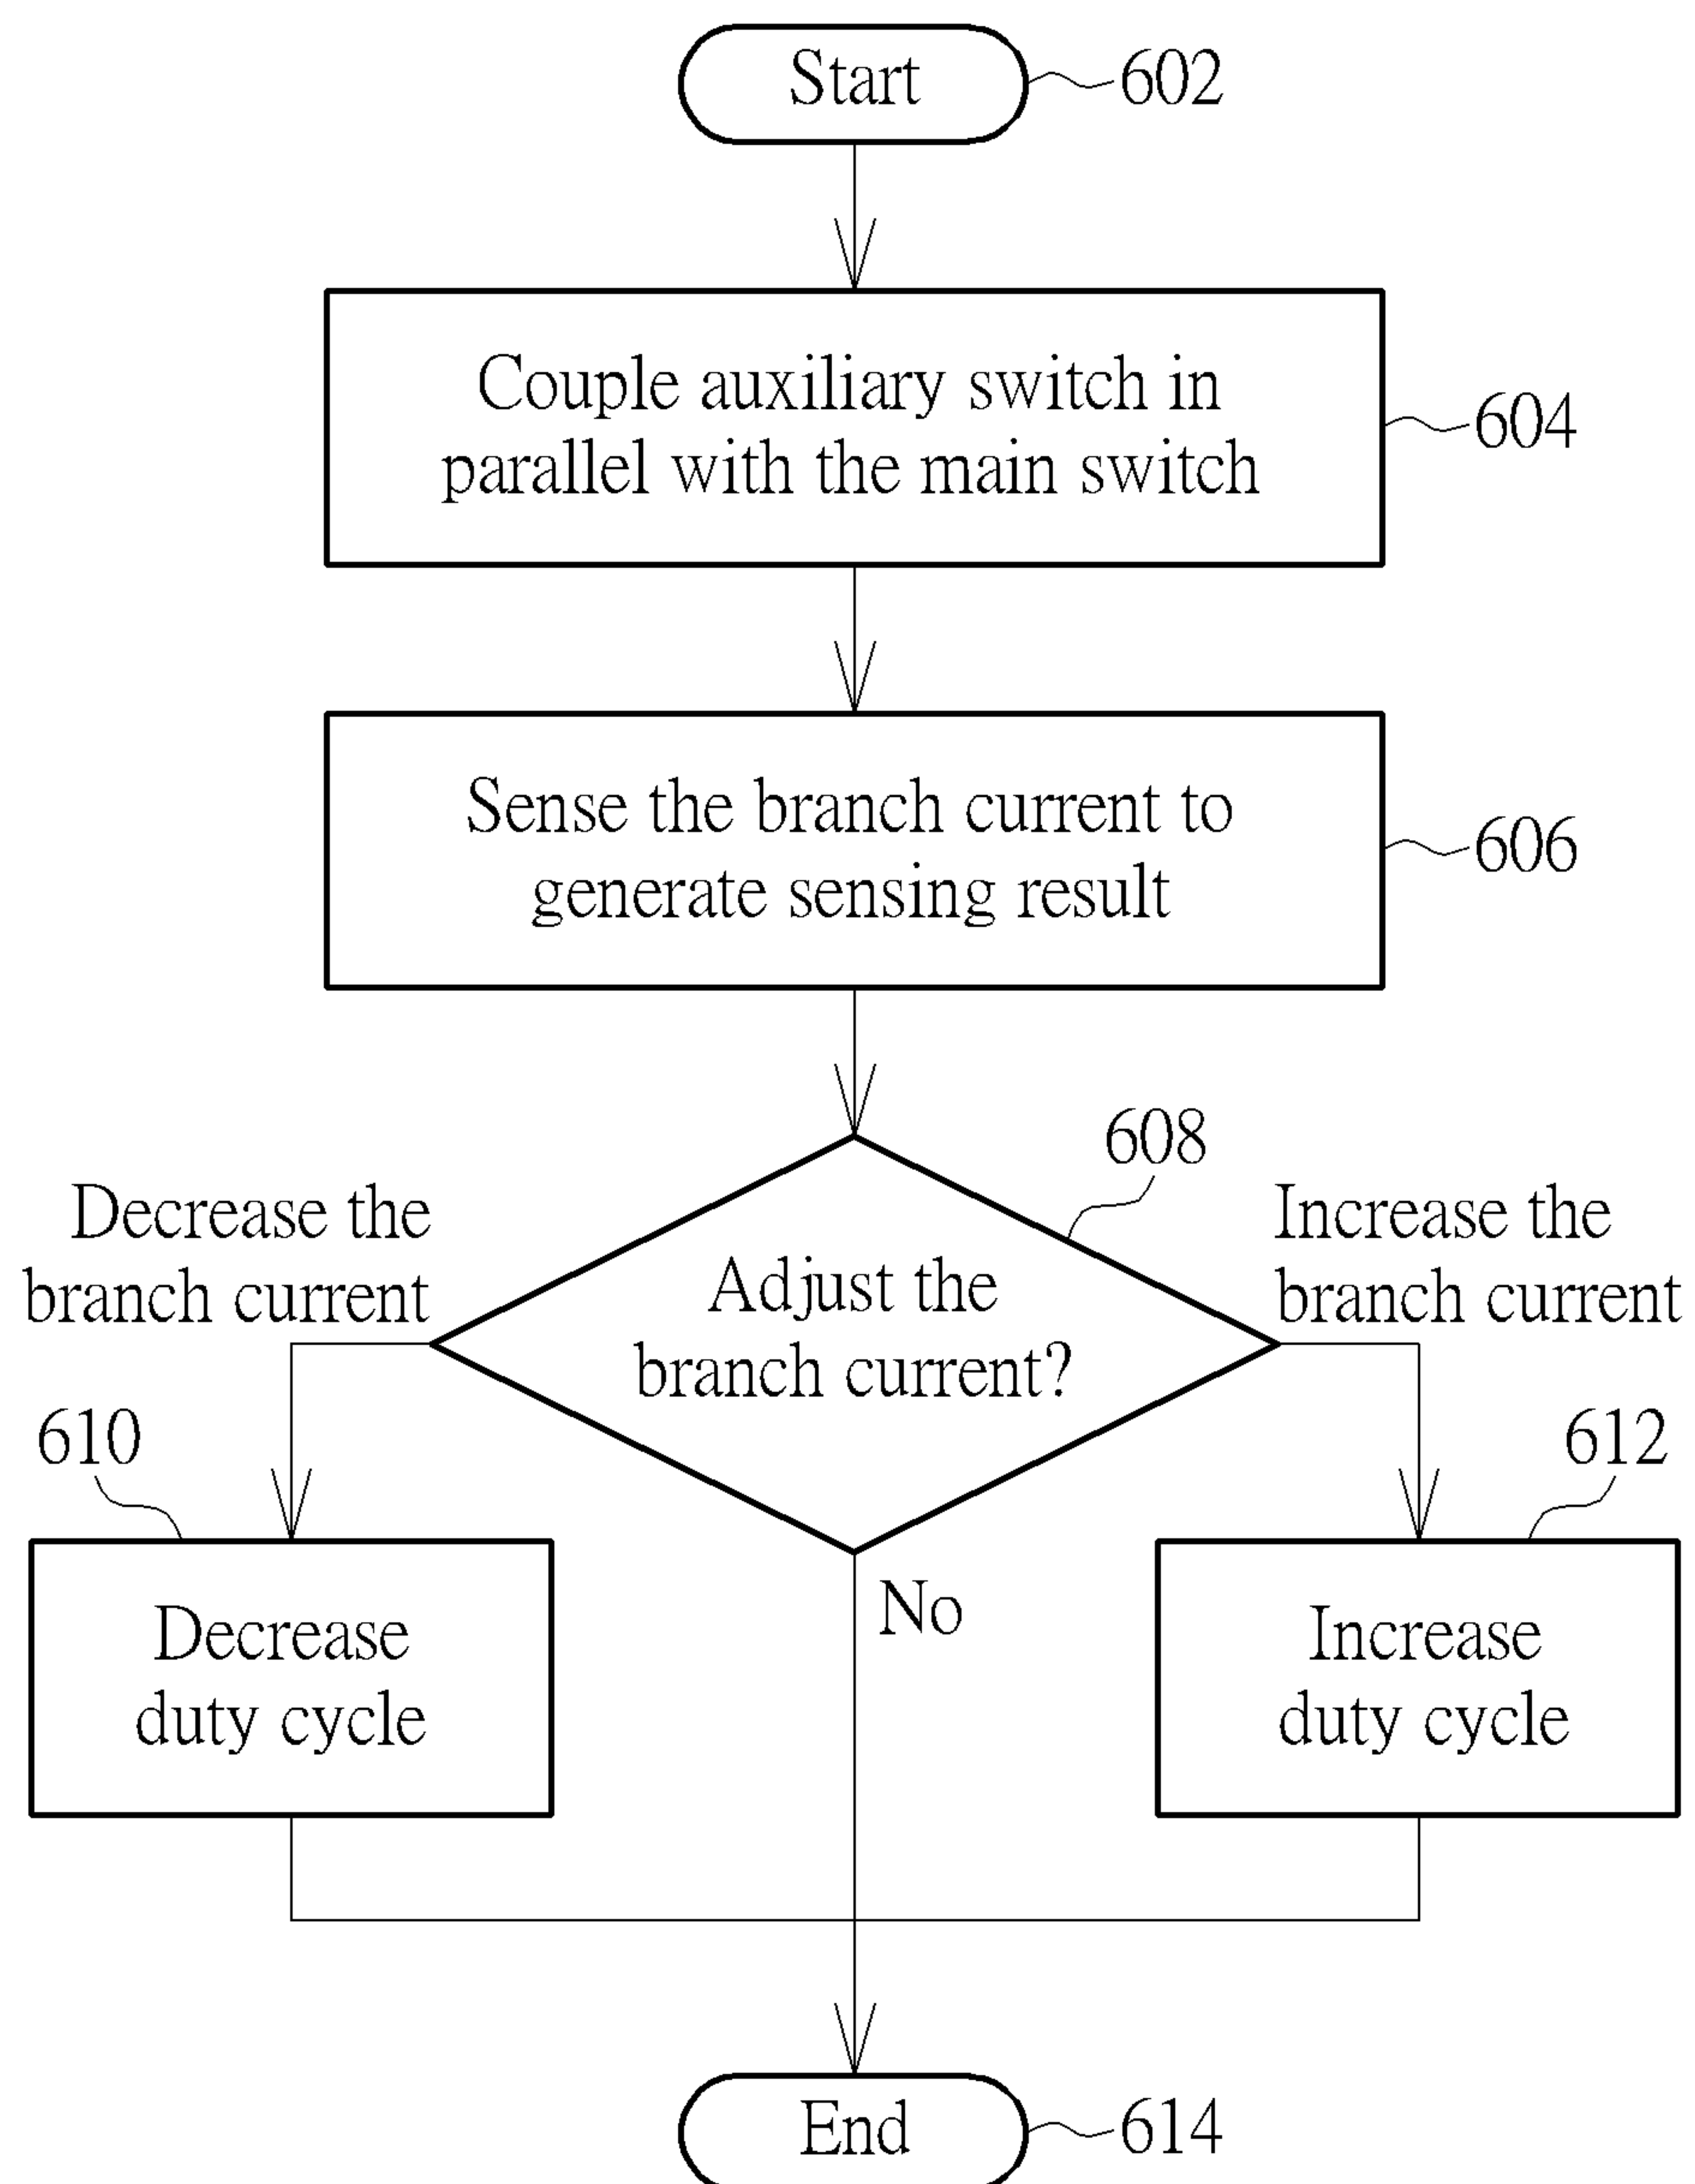 Start
602
Couple auxiliary switch in
parallel with the main switch
604
Sense the branch current to
generate sensing result
606
608
Decrease the
branch current
Adjust the
branch current?
Increase the
branch current
610
612
No
Decrease
duty cycle
Increase
duty cycle
End
614